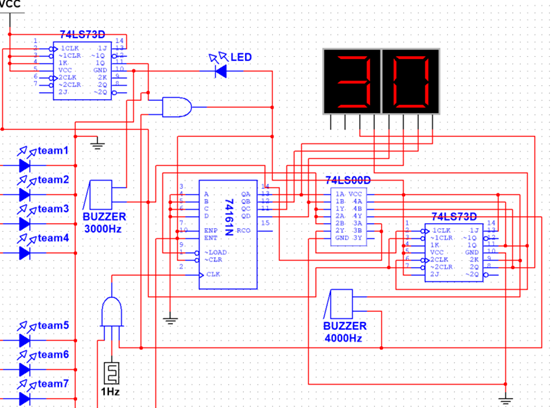 VCC
74LS73D
1CLK 1J
~1CLR ~1Q
1K 1Q
VCC GND
2CLK 2K
~2CLR 2Q
2J ~2Q
LED
30
team1
team2
team3
team4
BUZZER
3000Hz
74161N
A QA
B QB
C QC
D QD
ENP RCO
ENT
~LOAD
~CLR
CLK
74LS00D
1A VCC
1B 4A
1Y 4B
2A 4Y
2B 3A
2Y 3B
GND 3Y
74LS73D
1CLK 1J
~1CLR ~1Q
1K 1Q
VCC GND
2CLK 2K
~2CLR 2Q
2J ~2Q
BUZZER
4000Hz
team5
team6
team7
1Hz